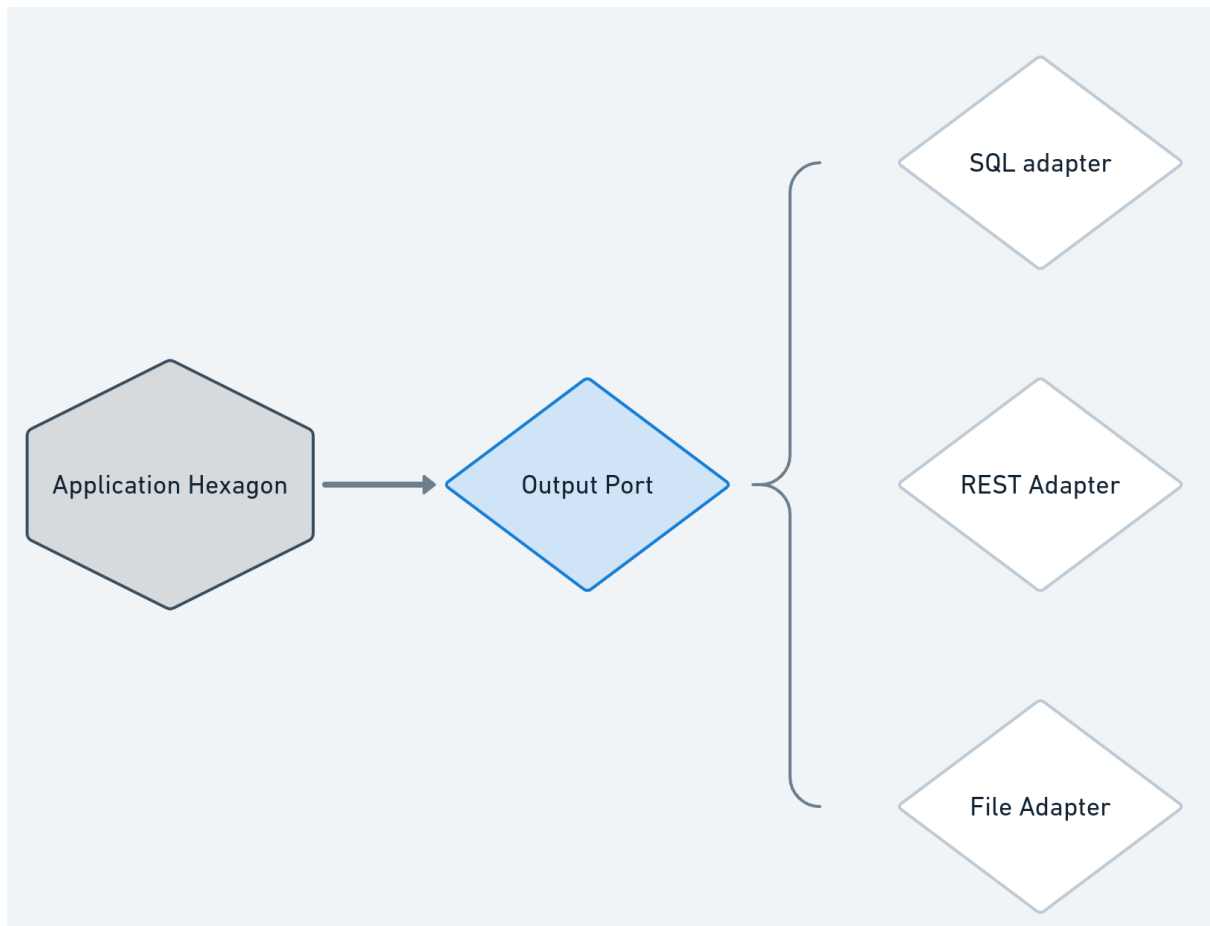 SQL adapter
Application Hexagon
Output Port
REST Adapter
File Adapter